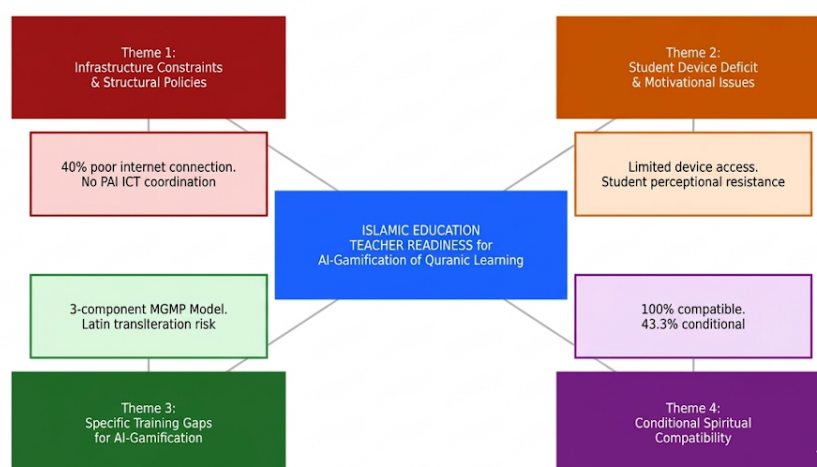 Theme 1:
Infrastructure Constraints
& Structural Policies
Theme 2:
Student Device Deficit
& Motivational Issues
40% poor internet connection.
No PAI ICT coordination
Limited device access.
Student perceptional resistance
ISLAMIC EDUCATION
TEACHER READINESS for
AI-Gamification of Quranic Learning
3-component MGMP Model.
Latin transliteration risk
100% compatible.
43.3% conditional
Theme 3:
Specific Training Gaps
for AI-Gamification
Theme 4:
Conditional Spiritual
Compatibility